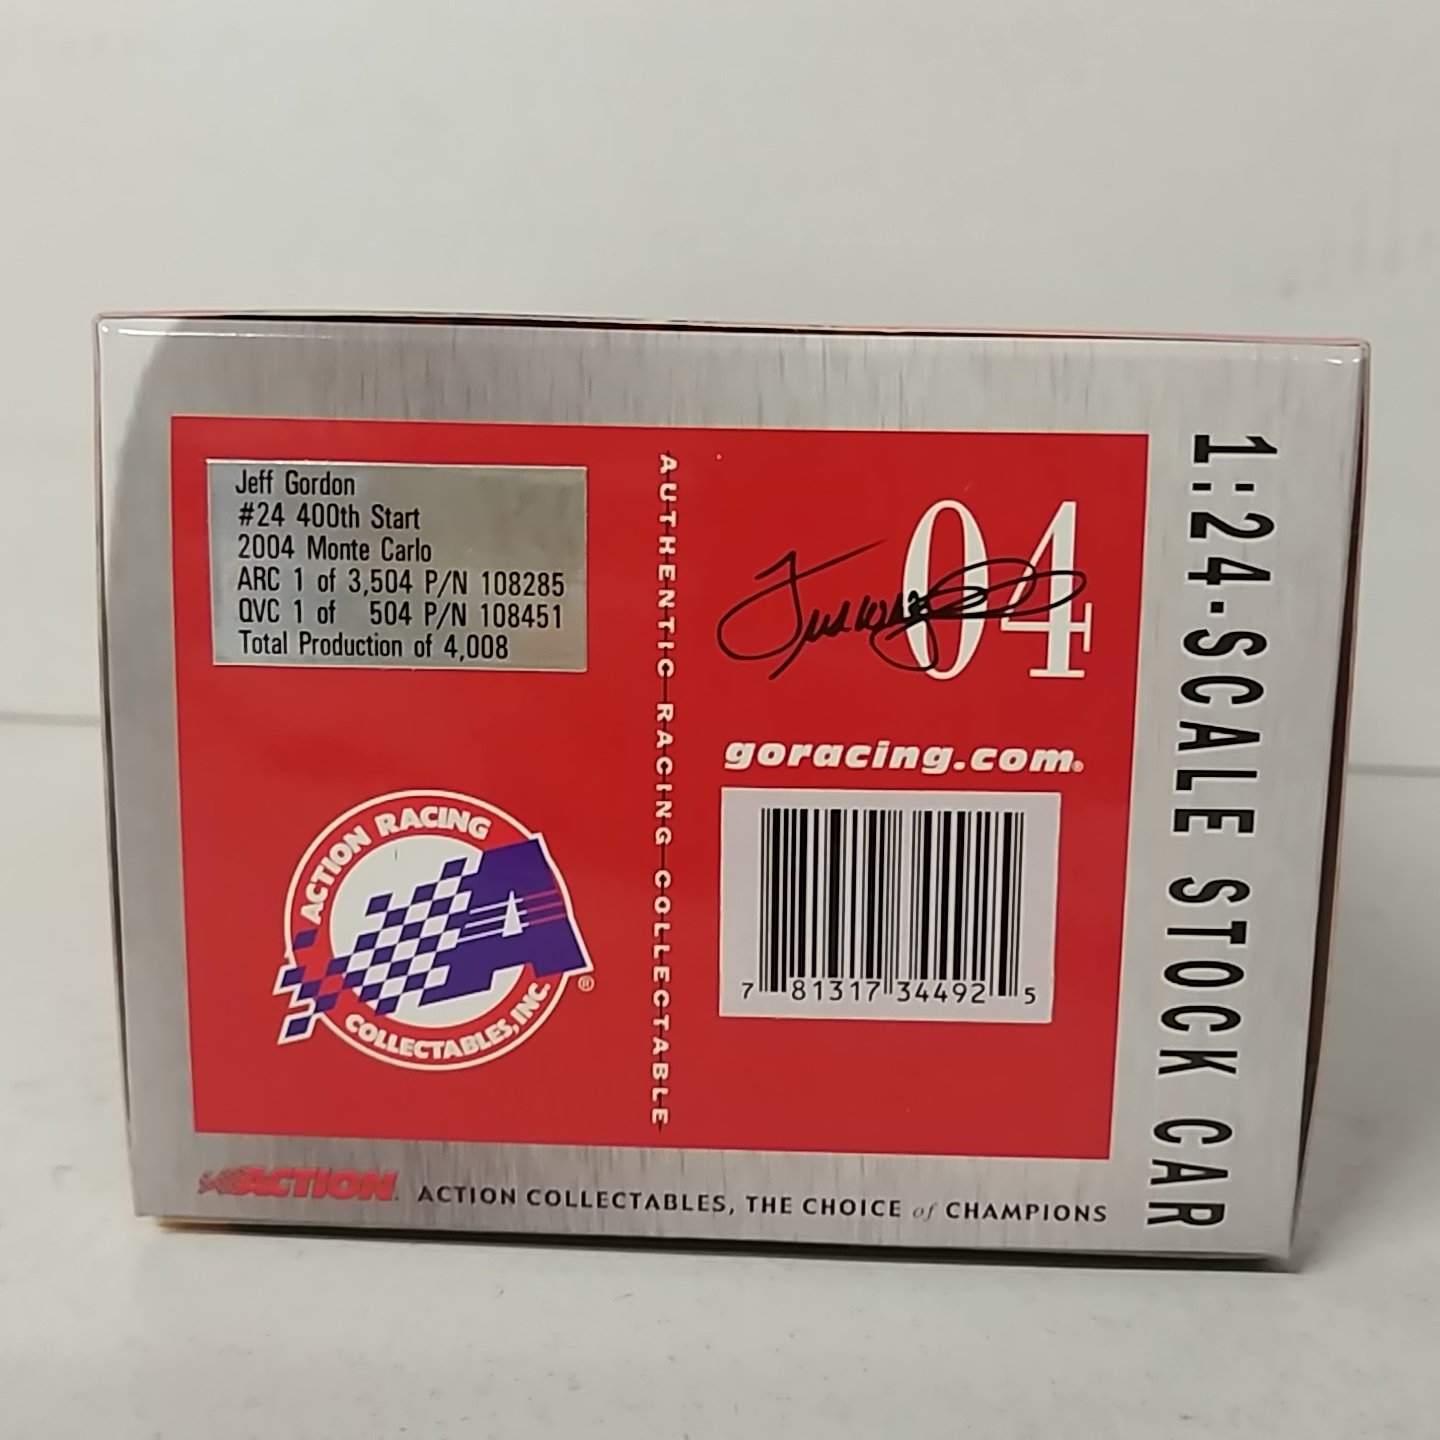 Jeff Gordon
#24 400th Start
2004 Monte Carlo
ARC 1 of 3,504 P/N 108285
QVC 1 of 504 P/N 108451
Total Production of 4,008
ACTION RACING
COLLECTABLES, INC.
®
AUTHENTIC RACING COLLECTABLE
04
goracing.com
7 81317 34492 5
1:24-SCALE STOCK CAR
ACTION
ACTION COLLECTABLES, THE CHOICE of CHAMPIONS